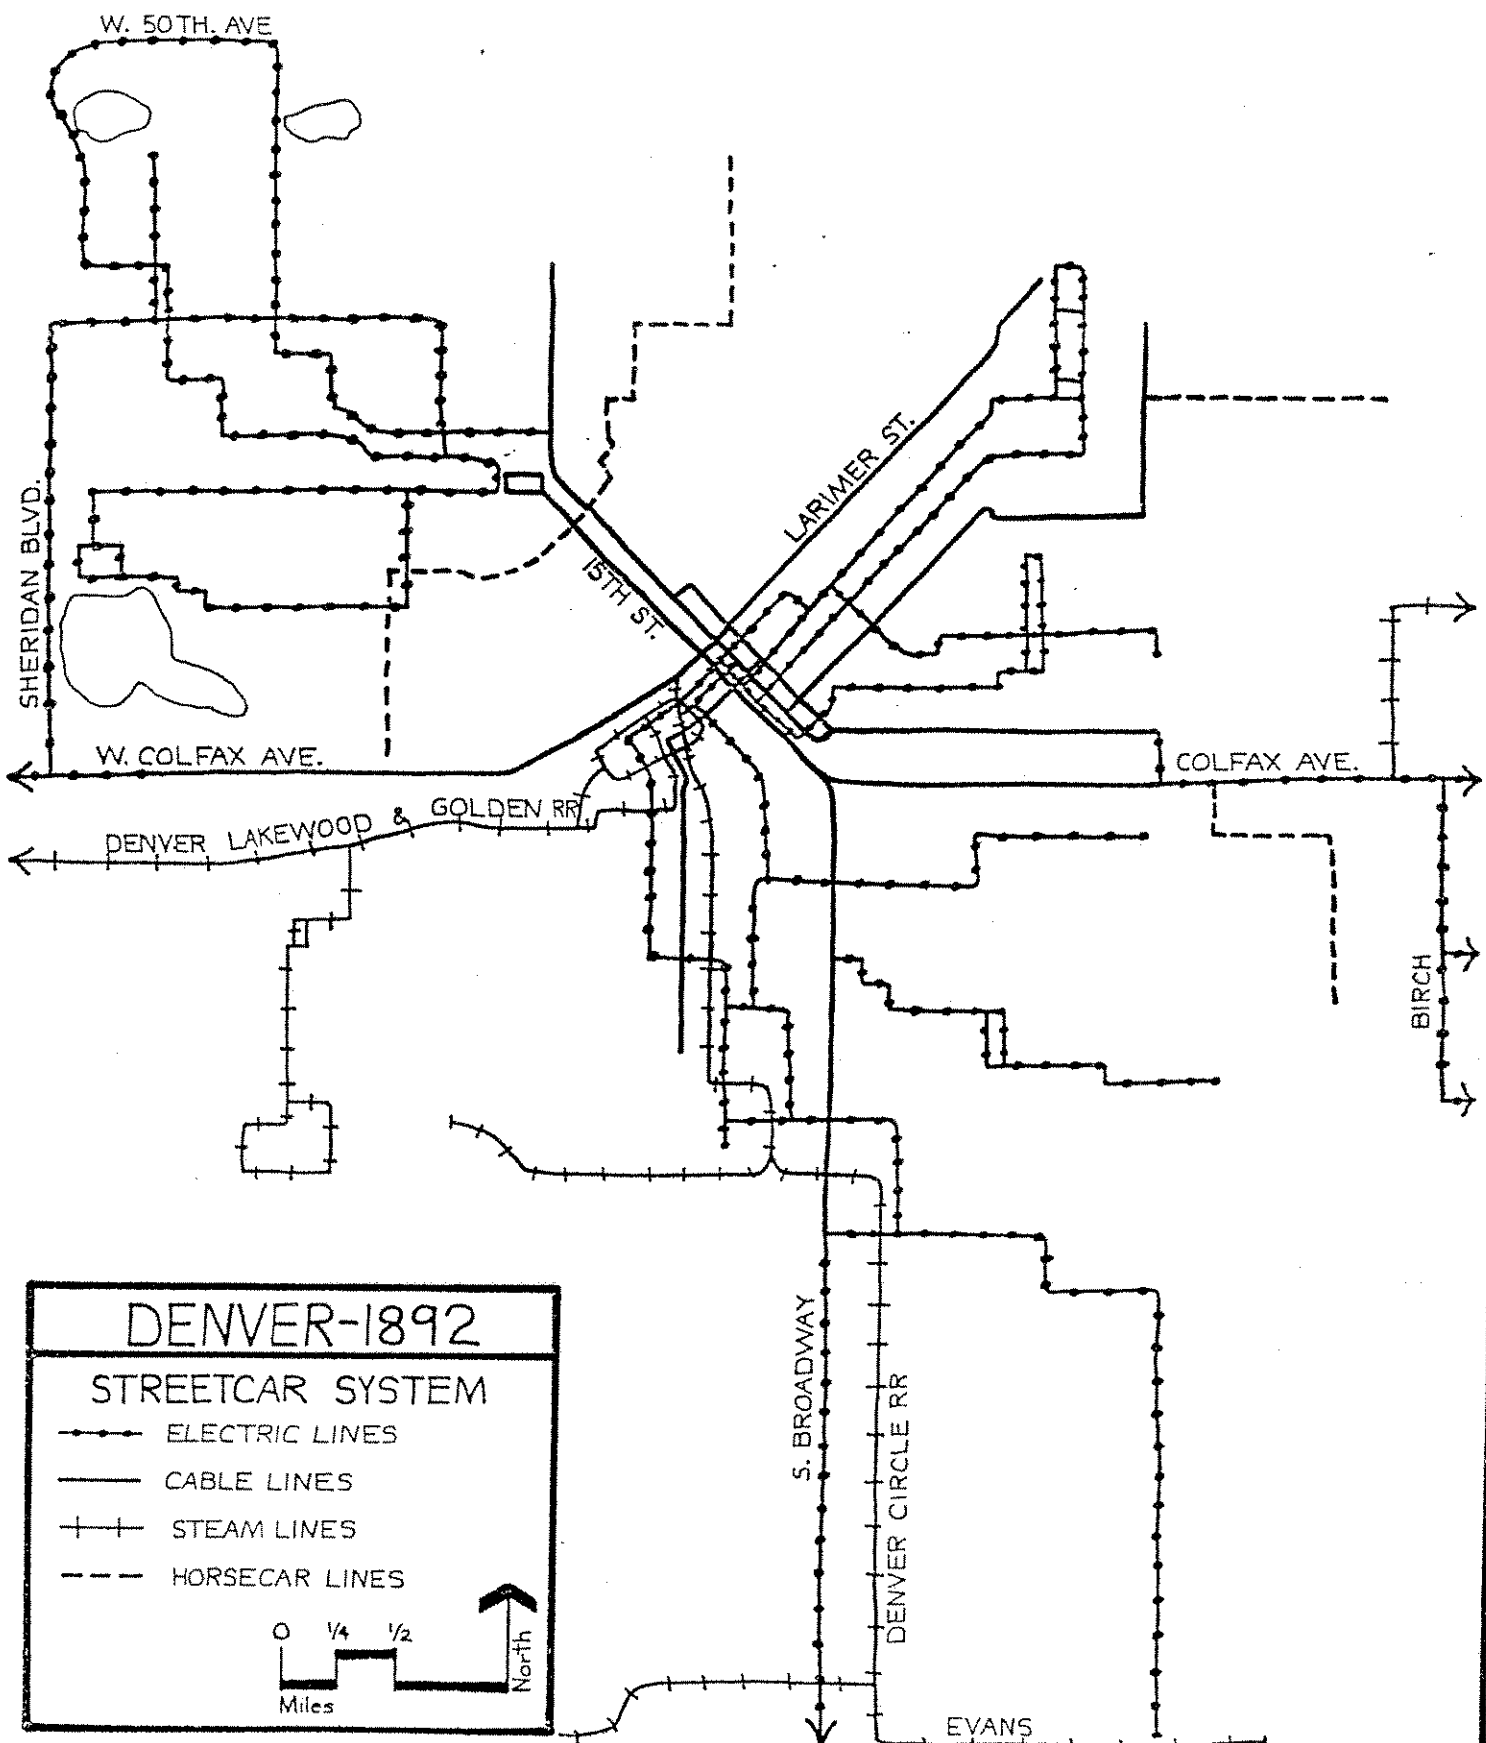 W. 50TH. AVE
LARIMER ST.
15TH ST.
SHERIDAN BLVD.
W. COLFAX AVE.
COLFAX AVE.
DENVER LAKEWOOD & GOLDEN RR
BIRCH
S. BROADWAY
DENVER CIRCLE RR
EVANS
DENVER-1892
STREETCAR SYSTEM
ELECTRIC LINES
CABLE LINES
STEAM LINES
HORSECAR LINES
0 1/4 1/2
Miles
North